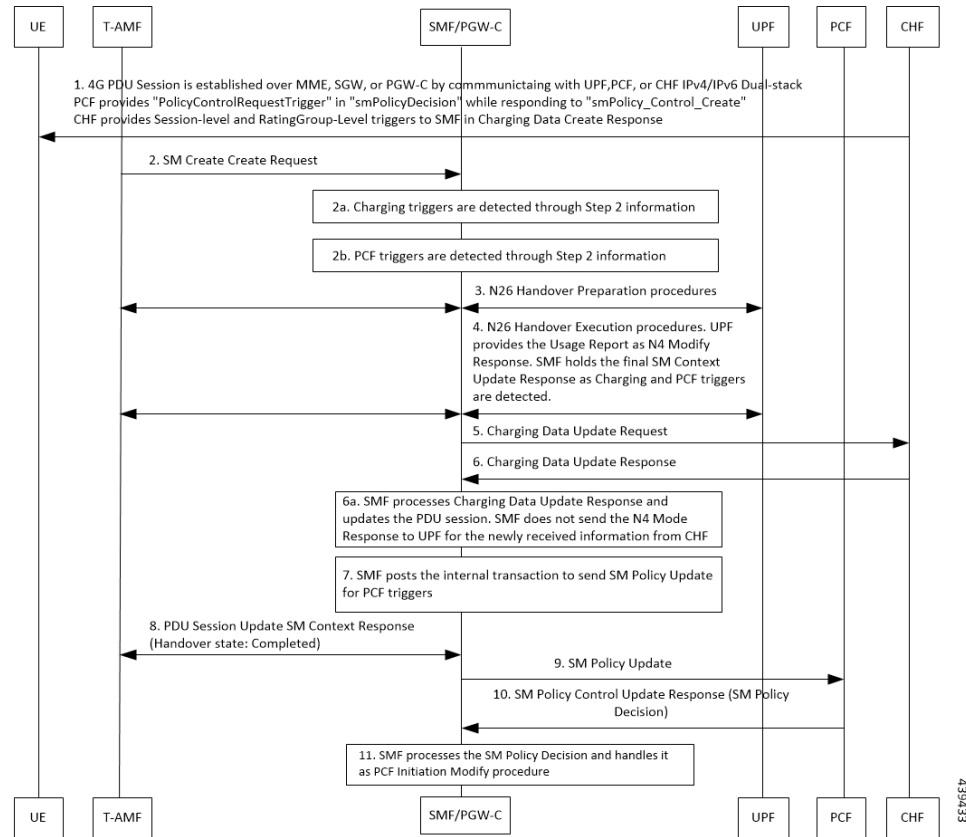 UE T-AMF SMF/PGW-C UPF PCF CHF
1. 4G PDU Session is established over MME, SGW, or PGW-C by commmunictaing with UPF,PCF, or CHF IPv4/IPv6 Dual-stack
PCF provides "PolicyControlRequestTrigger" in "smPolicyDecision" while responding to "smPolicy_Control_Create"
CHF provides Session-level and RatingGroup-Level triggers to SMF in Charging Data Create Response
2. SM Create Create Request
2a. Charging triggers are detected through Step 2 information
2b. PCF triggers are detected through Step 2 information
3. N26 Handover Preparation procedures
4. N26 Handover Execution procedures. UPF
provides the Usage Report as N4 Modify
Response. SMF holds the final SM Context
Update Response as Charging and PCF triggers
are detected.
5. Charging Data Update Request
6. Charging Data Update Response
6a. SMF processes Charging Data Update Response and
updates the PDU session. SMF does not send the N4 Mode
Response to UPF for the newly received information from CHF
7. SMF posts the internal transaction to send SM Policy Update
for PCF triggers
8. PDU Session Update SM Context Response
(Handover state: Completed)
9. SM Policy Update
10. SM Policy Control Update Response (SM Policy
Decision)
11. SMF processes the SM Policy Decision and handles it
as PCF Initiation Modify procedure
UE T-AMF SMF/PGW-C UPF PCF CHF
439433